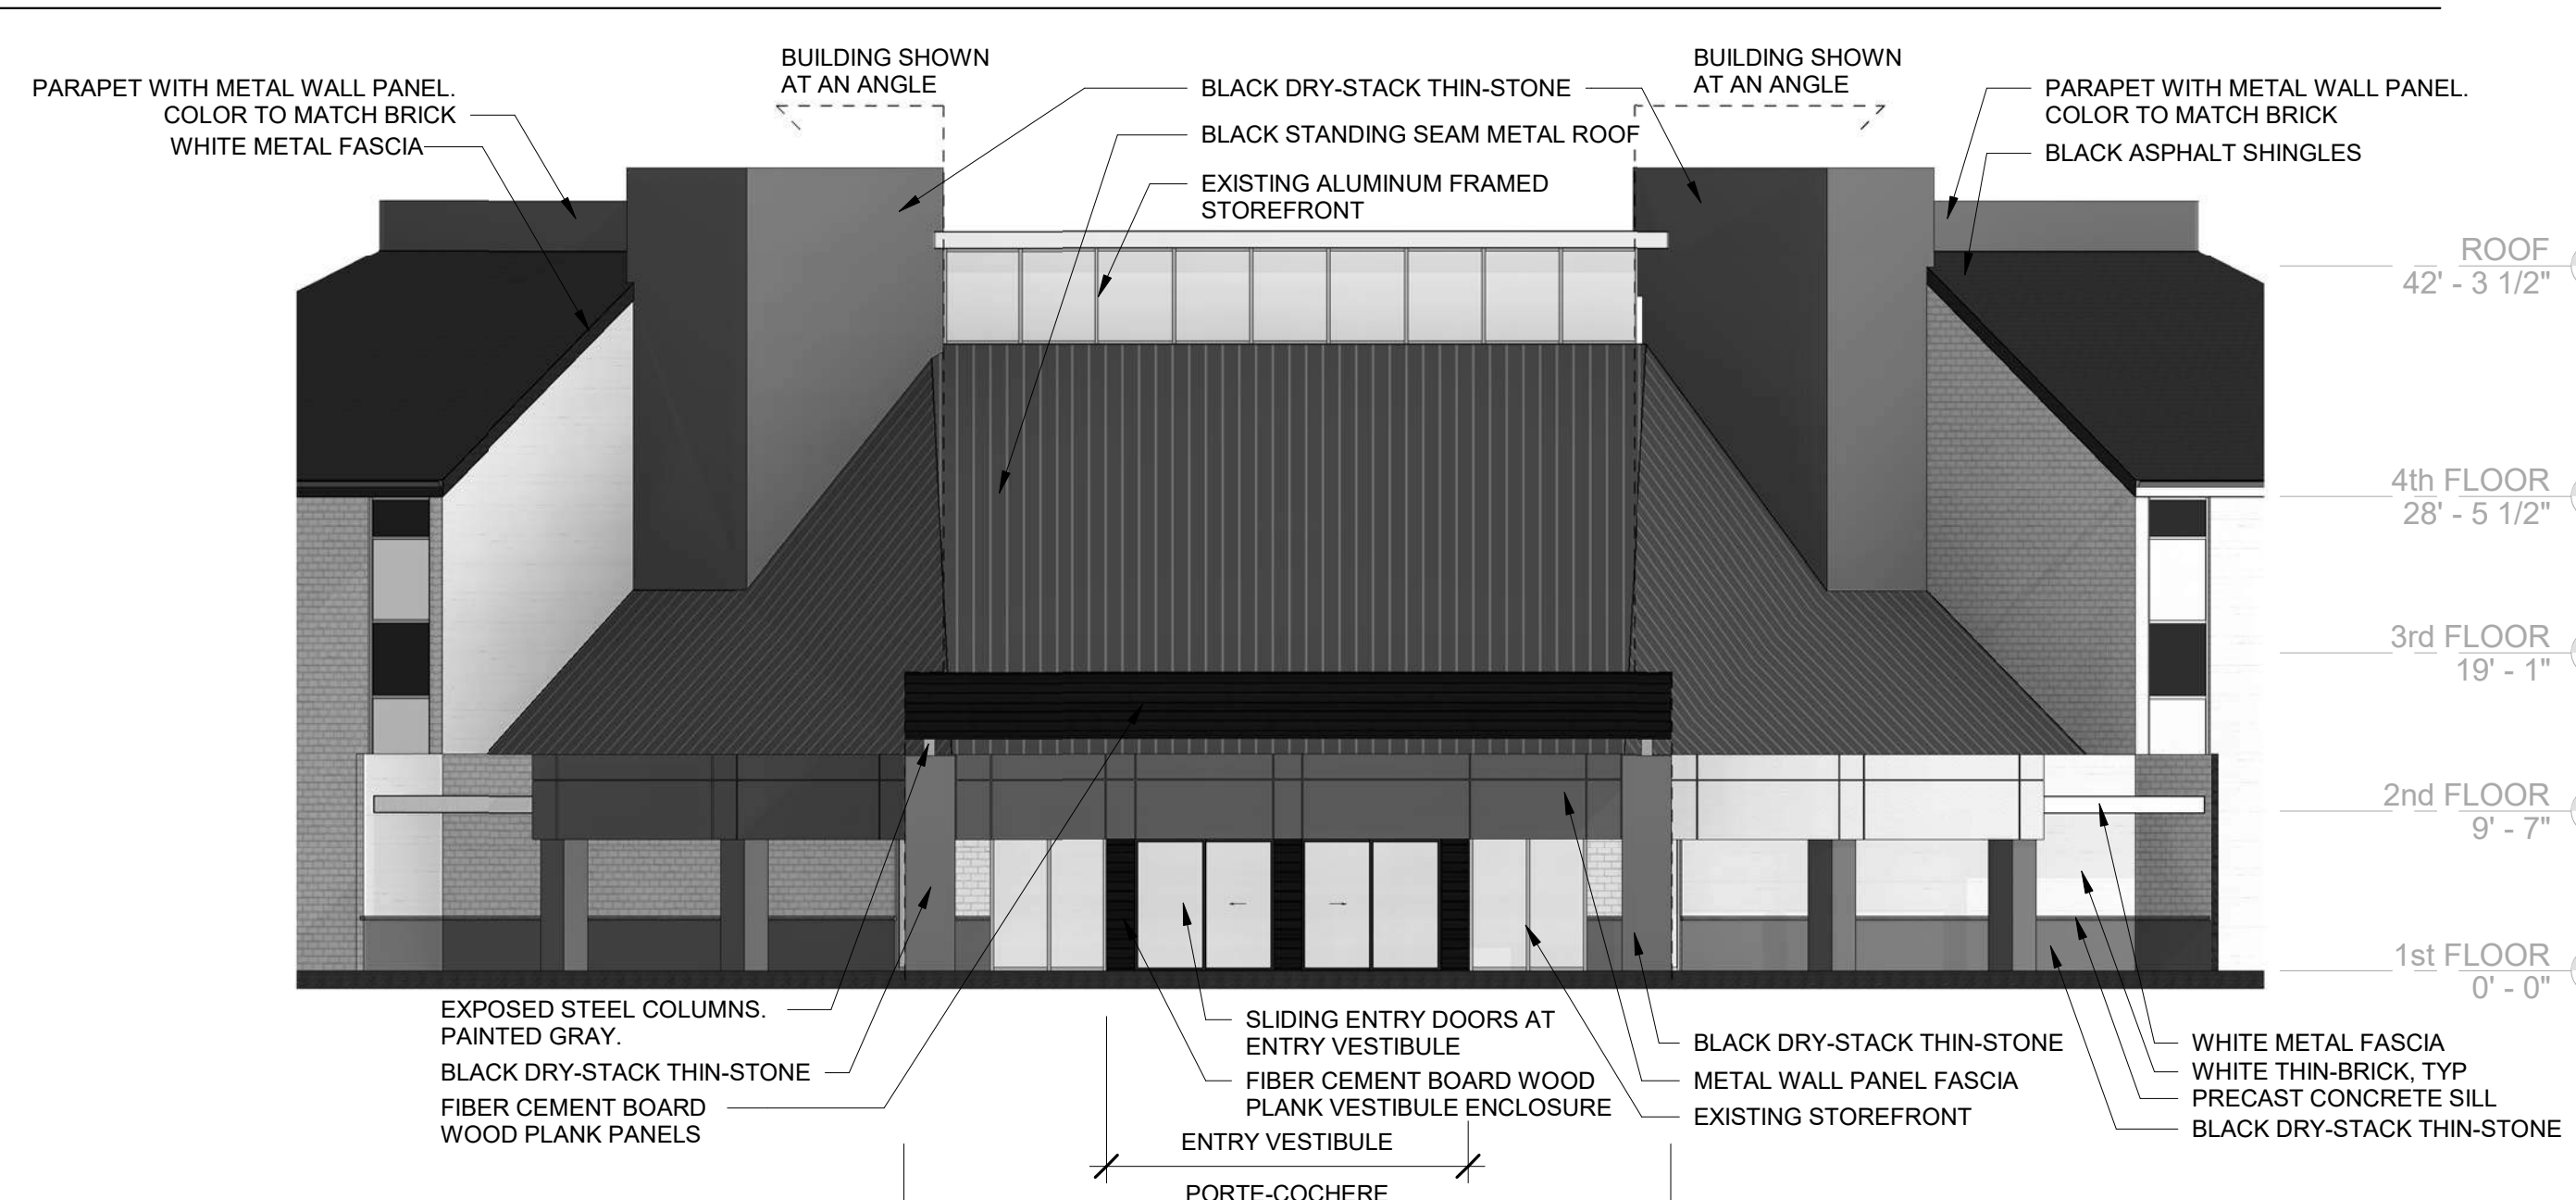 BUILDING SHOWN
AT AN ANGLE
BUILDING SHOWN
AT AN ANGLE
PARAPET WITH METAL WALL PANEL.
COLOR TO MATCH BRICK
WHITE METAL FASCIA
BLACK DRY-STACK THIN-STONE
BLACK STANDING SEAM METAL ROOF
EXISTING ALUMINUM FRAMED
STOREFRONT
PARAPET WITH METAL WALL PANEL.
COLOR TO MATCH BRICK
BLACK ASPHALT SHINGLES
ROOF
42' - 3 1/2"
4th FLOOR
28' - 5 1/2"
3rd FLOOR
19' - 1"
2nd FLOOR
9' - 7"
1st FLOOR
0' - 0"
EXPOSED STEEL COLUMNS.
PAINTED GRAY.
BLACK DRY-STACK THIN-STONE
FIBER CEMENT BOARD
WOOD PLANK PANELS
SLIDING ENTRY DOORS AT
ENTRY VESTIBULE
FIBER CEMENT BOARD WOOD
PLANK VESTIBULE ENCLOSURE
ENTRY VESTIBULE
PORTE-COCHERE
BLACK DRY-STACK THIN-STONE
METAL WALL PANEL FASCIA
EXISTING STOREFRONT
WHITE METAL FASCIA
WHITE THIN-BRICK, TYP
PRECAST CONCRETE SILL
BLACK DRY-STACK THIN-STONE